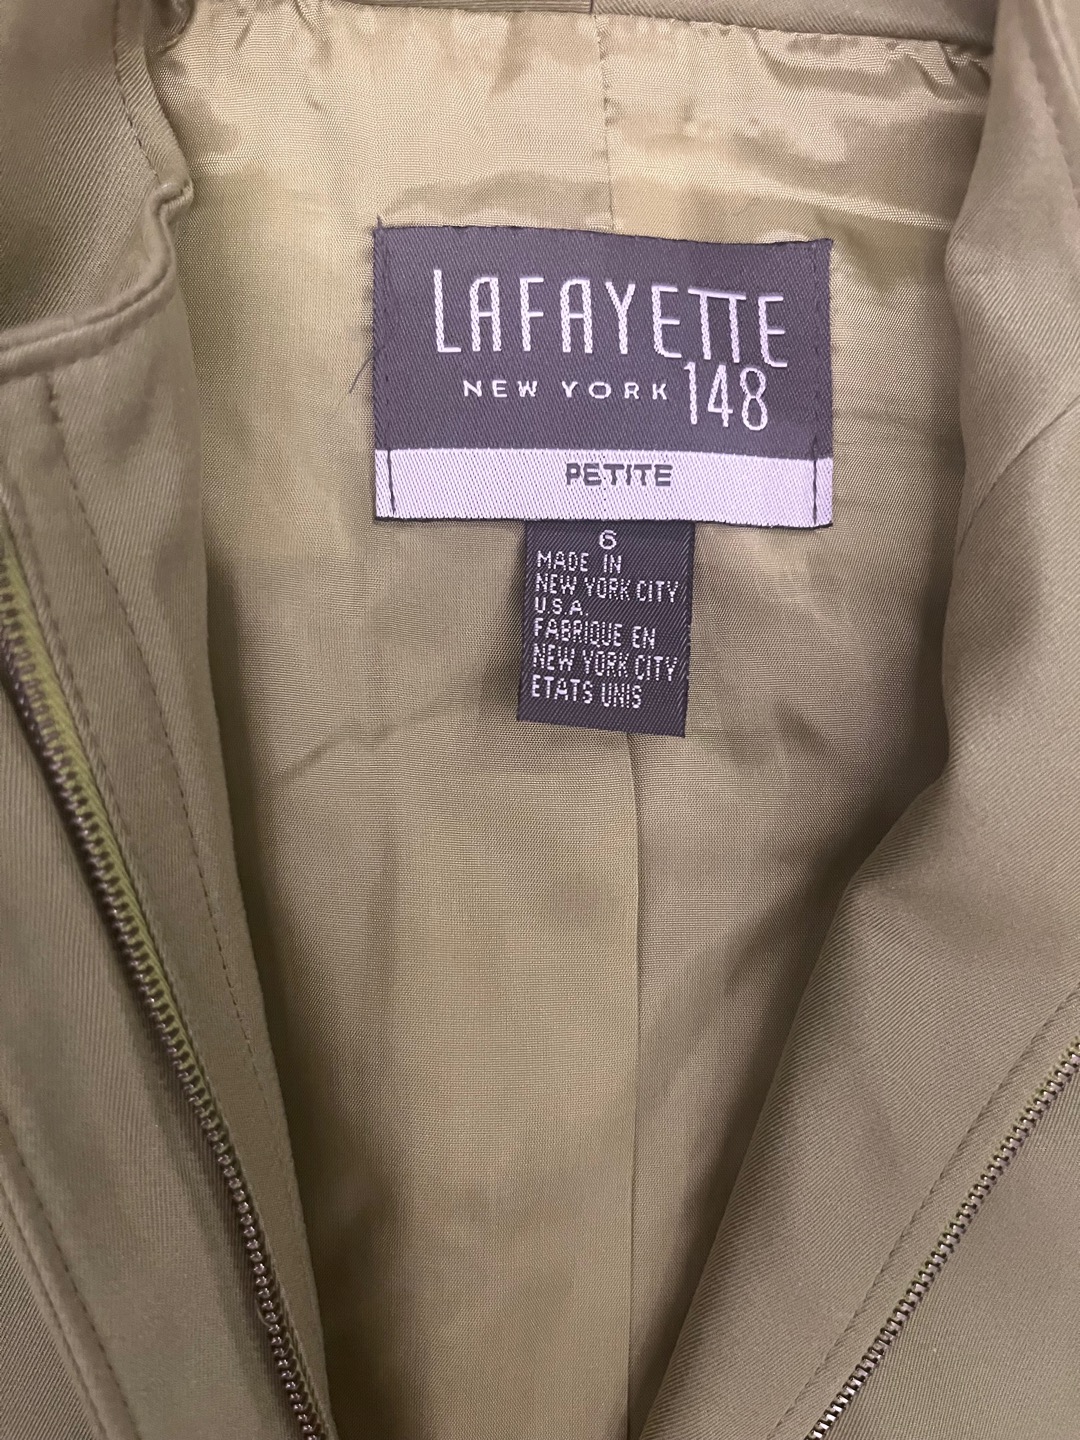 LAFAYETTE
NEW YORK 148
PETITE
6
MADE IN
NEW YORK CITY
U.S.A.
FABRIQUE EN
NEW YORK CITY
ETATS UNIS